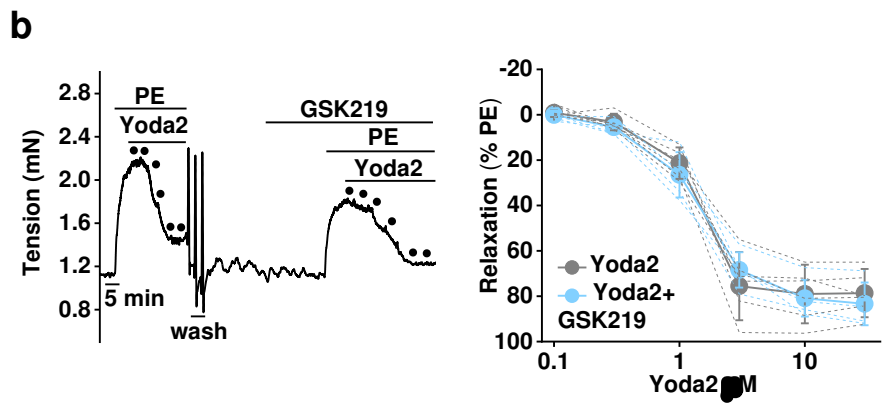 b
Tension (mN)
2.8
2.4
2.0
1.6
1.2
0.8
PE
Yoda2
GSK219
PE
Yoda2
5 min
wash
Relaxation (% PE)
-20
0
20
40
60
80
100
Yoda2
Yoda2+
GSK219
0.1
1
10
Yoda2 M